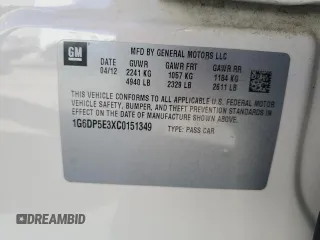 GM
MFD BY GENERAL MOTORS LLC
DATE GVWR GAWR FRT GAWR RR
04/12 2241 KG 1057 KG 1184 KG
4940 LB 2329 LB 2611 LB
THIS VEHICLE CONFORMS TO ALL APPLICABLE U.S. FEDERAL MOTOR
VEHICLE SAFETY, BUMPER, AND THEFT PREVENTION STANDARDS IN
EFFECT ON THE DATE OF MANUFACTURE SHOWN ABOVE.
1G6DP5E3XC0151349 TYPE: PASS CAR
DREAMBID